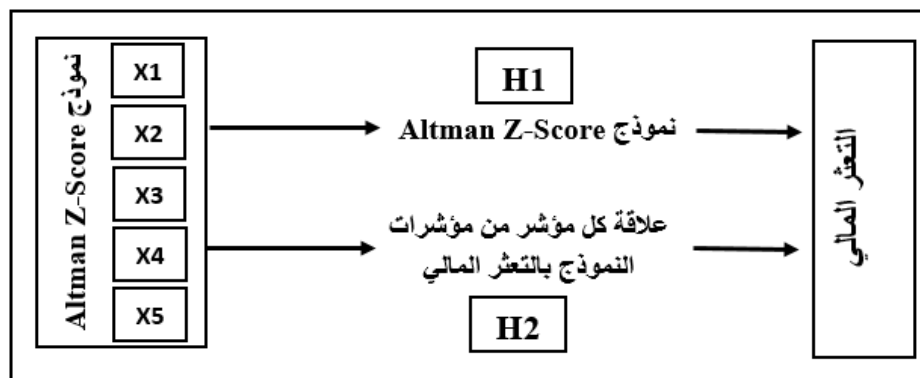 نموذج Altman Z-Score
X1
X2
X3
X4
X5
H1
نموذج Altman Z-Score
علاقة كل مؤشر من مؤشرات
النموذج بالتعثر المالي
H2
التعثر المالي